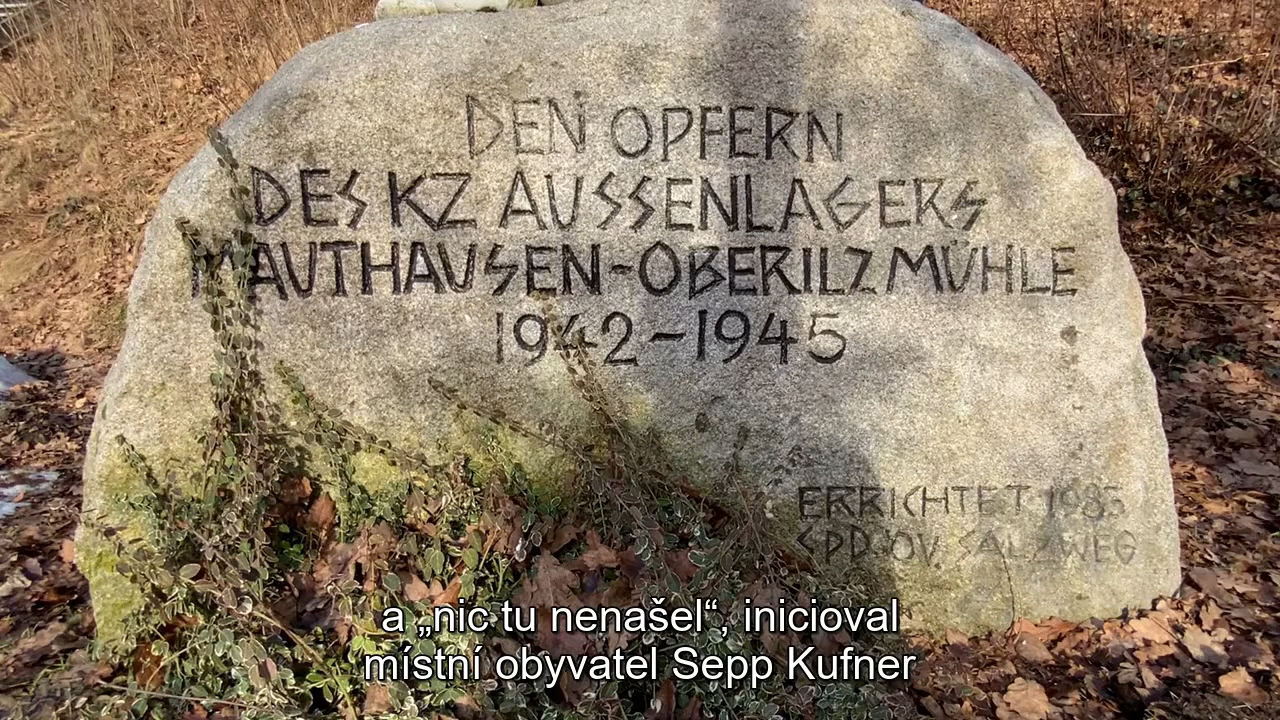 DEN OPFERN
DES KZ AUSSENLAGERS
MAUTHAUSEN-OBERILZMÜHLE
1942-1945
ERRICHTET 1985
SPD OV. SALZWEG
a „nic tu nenašel“, inicioval
místní obyvatel Sepp Kufner